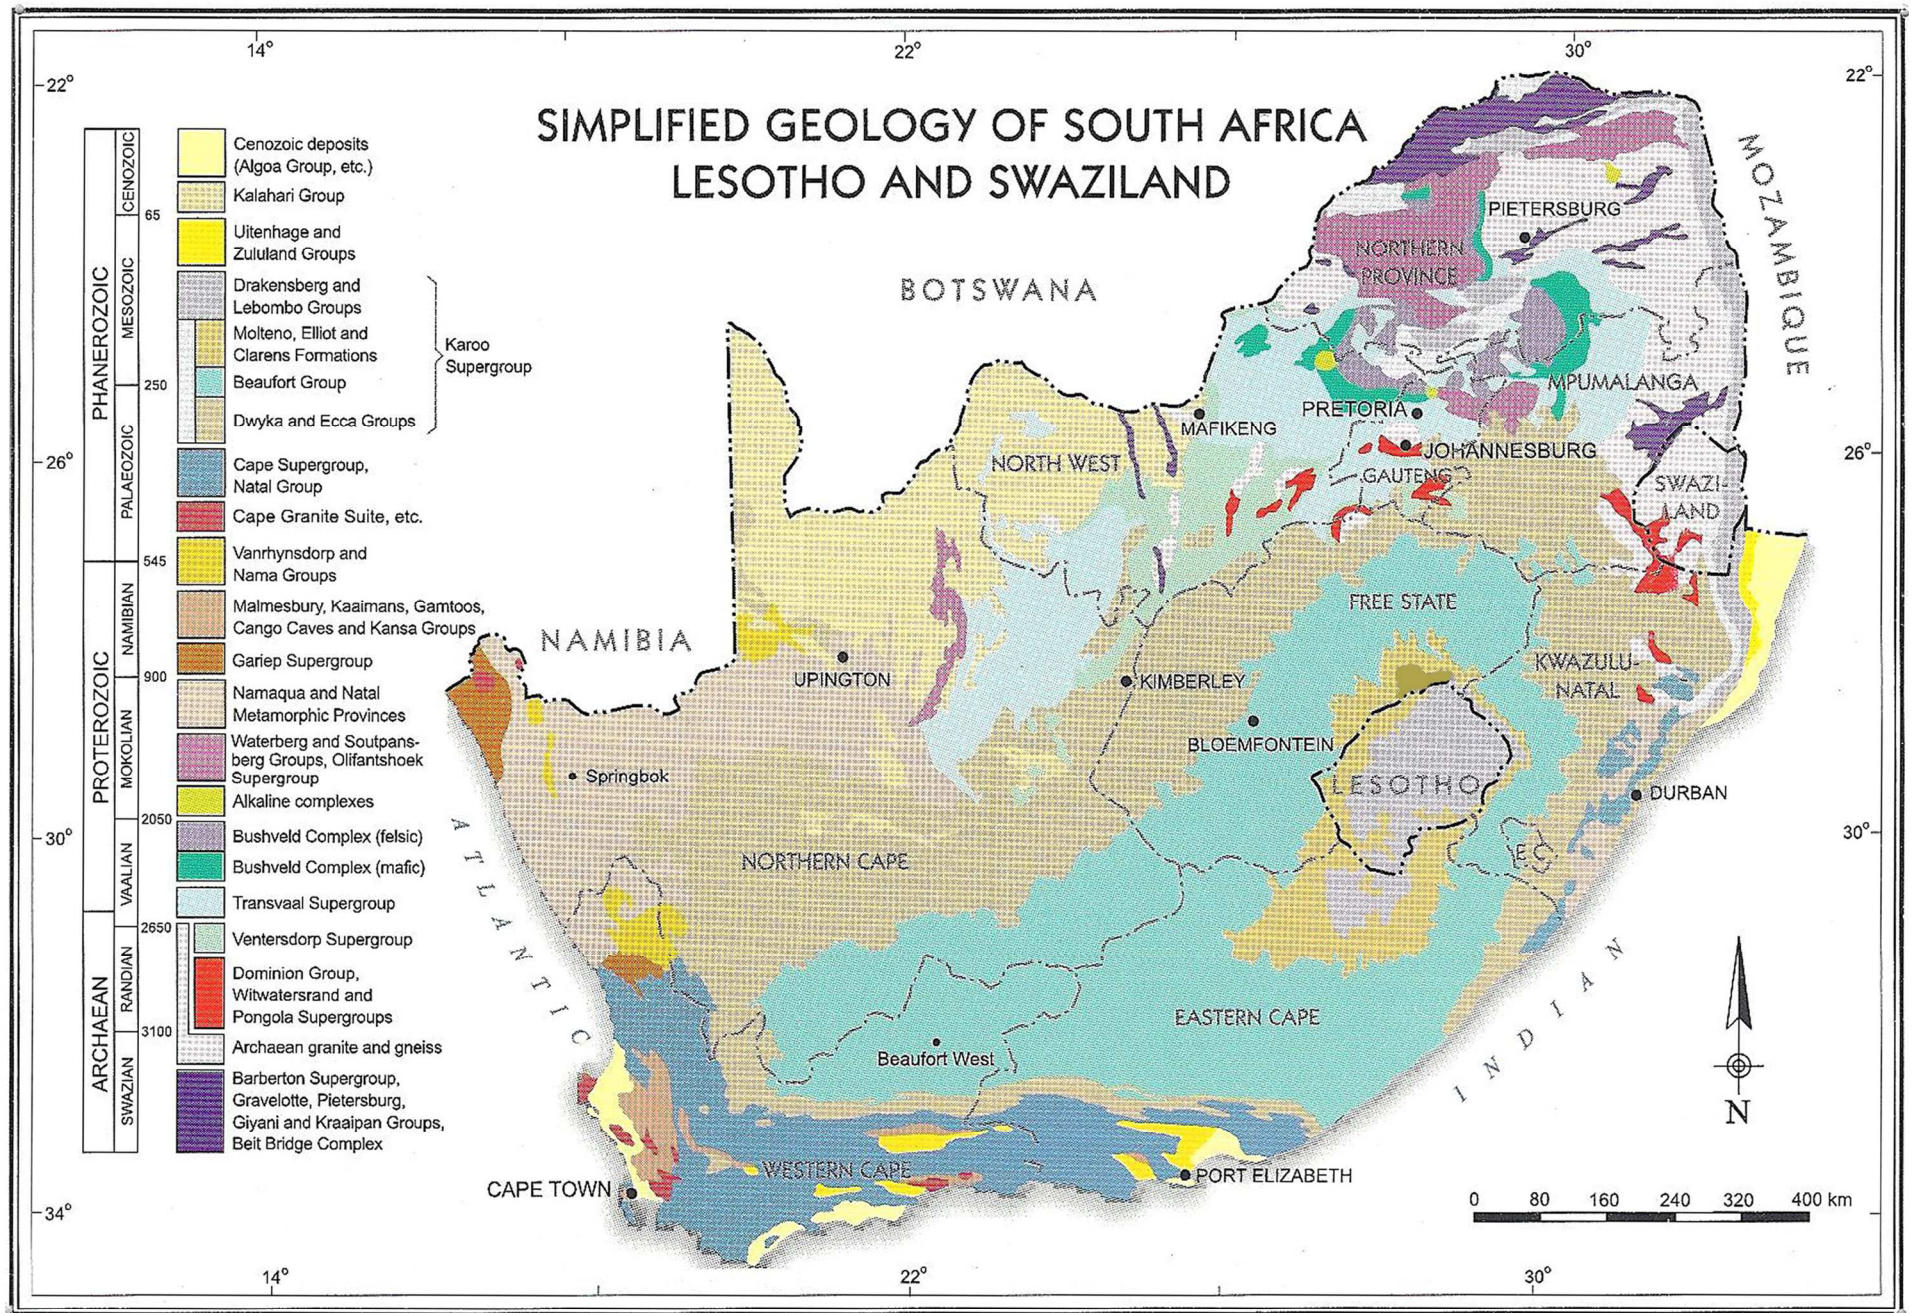 14°
22°
30°
22°
22°
SIMPLIFIED GEOLOGY OF SOUTH AFRICA
LESOTHO AND SWAZILAND
PHANEROZOIC
PROTEROZOIC
ARCHAEAN
CENOZOIC
MESOZOIC
PALAEOZOIC
NAMIBIAN
MOKOLIAN
VAALIAN
RANDIAN
SWAZIAN
65
250
545
900
2050
2650
3100
Cenozoic deposits
(Algoa Group, etc.)
Kalahari Group
Uitenhage and
Zululand Groups
Drakensberg and
Lebombo Groups
Molteno, Elliot and
Clarens Formations
Beaufort Group
Dwyka and Ecca Groups
Karoo
Supergroup
Cape Supergroup,
Natal Group
Cape Granite Suite, etc.
Vanrhynsdorp and
Nama Groups
Malmesbury, Kaaimans, Gamtoos,
Cango Caves and Kansa Groups
Gariep Supergroup
Namaqua and Natal
Metamorphic Provinces
Waterberg and Soutpans-
berg Groups, Olifantshoek
Supergroup
Alkaline complexes
Bushveld Complex (felsic)
Bushveld Complex (mafic)
Transvaal Supergroup
Ventersdorp Supergroup
Dominion Group,
Witwatersrand and
Pongola Supergroups
Archaean granite and gneiss
Barberton Supergroup,
Gravelotte, Pietersburg,
Giyani and Kraaipan Groups,
Beit Bridge Complex
BOTSWANA
NAMIBIA
MOZAMBIQUE
PIETERSBURG
NORTHERN
PROVINCE
MPUMALANGA
PRETORIA
MAFIKENG
JOHANNESBURG
GAUTENG
NORTH WEST
SWAZI-
LAND
26°
26°
FREE STATE
KWAZULU-
NATAL
UPINGTON
KIMBERLEY
BLOEMFONTEIN
LESOTHO
Springbok
DURBAN
30°
30°
NORTHERN CAPE
E.C.
EASTERN CAPE
Beaufort West
WESTERN CAPE
CAPE TOWN
PORT ELIZABETH
ATLANTIC
INDIAN
N
0 80 160 240 320 400 km
34°
14°
22°
30°